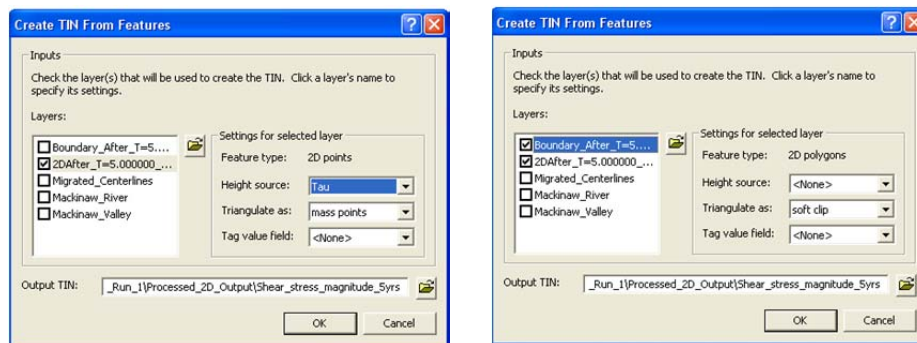 Create TIN From Features
Inputs
Check the layer(s) that will be used to create the TIN. Click a layer's name to
specify its settings.
Layers:
Boundary_After_T=5....
2DAfter_T=5.000000_...
Migrated_Centerlines
Mackinaw_River
Mackinaw_Valley
Settings for selected layer
Feature type: 2D points
Height source: Tau
Triangulate as: mass points
Tag value field: <None>
Output TIN: _Run_1\Processed_2D_Output\Shear_stress_magnitude_5yrs
OK Cancel
Create TIN From Features
Inputs
Check the layer(s) that will be used to create the TIN. Click a layer's name to
specify its settings.
Layers:
Boundary_After_T=5....
2DAfter_T=5.000000_...
Migrated_Centerlines
Mackinaw_River
Mackinaw_Valley
Settings for selected layer
Feature type: 2D polygons
Height source: <None>
Triangulate as: soft clip
Tag value field: <None>
Output TIN: _Run_1\Processed_2D_Output\Shear_stress_magnitude_5yrs
OK Cancel